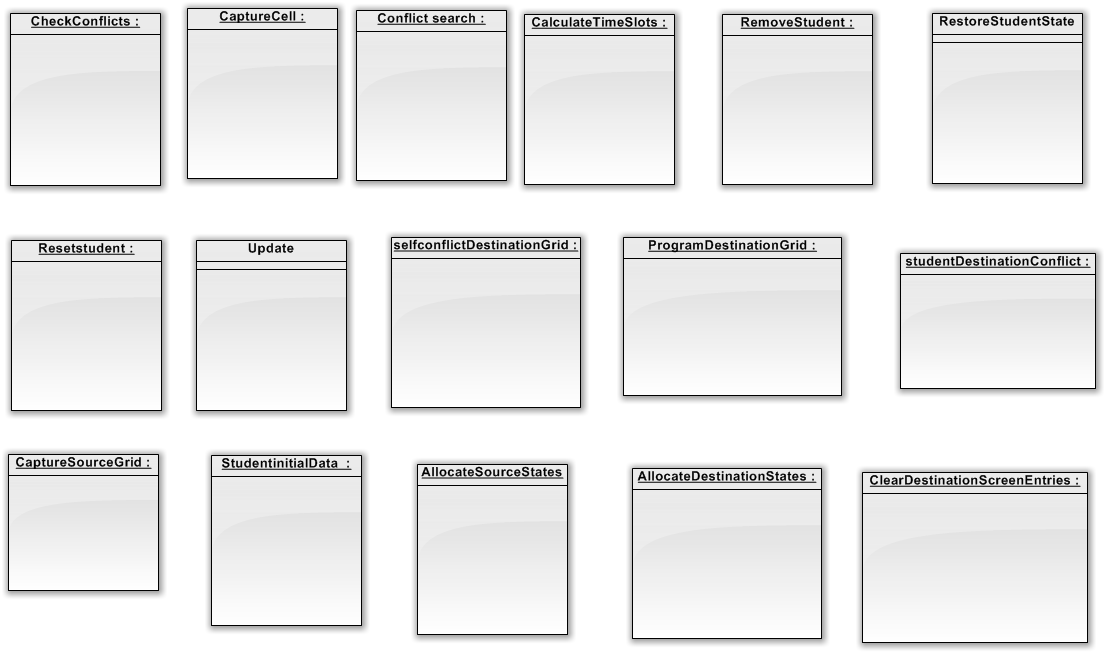 CheckConflicts :
CaptureCell :
Conflict search :
CalculateTimeSlots :
RemoveStudent :
RestoreStudentState
Resetstudent :
Update
selfconflictDestinationGrid :
ProgramDestinationGrid :
studentDestinationConflict :
CaptureSourceGrid :
StudentinitialData :
AllocateSourceStates
AllocateDestinationStates :
ClearDestinationScreenEntries :